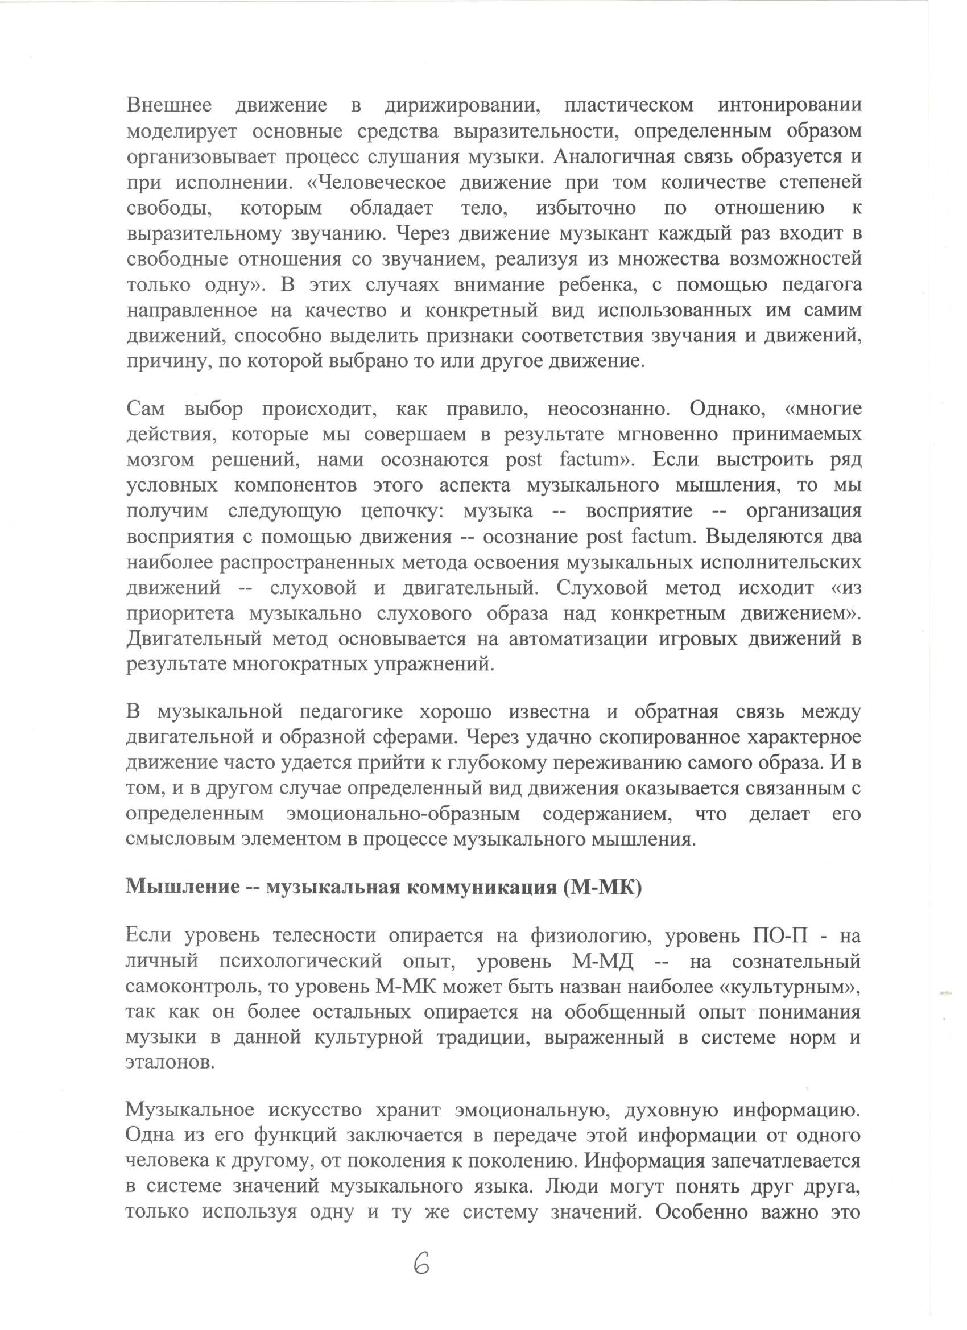 Внешнее движение в дирижировании, пластическом интонировании
моделирует основные средства выразительности, определенным образом
организовывает процесс слушания музыки. Аналогичная связь образуется и
при исполнении. «Человеческое движение при том количестве степеней
свободы, которым обладает тело, избыточно по отношению к
выразительному звучанию. Через движение музыкант каждый раз входит в
свободные отношения со звучанием, реализуя из множества возможностей
только одну». В этих случаях внимание ребенка, с помощью педагога
направленное на качество и конкретный вид использованных им самим
движений, способно выделить признаки соответствия звучания и движений,
причину, по которой выбрано то или другое движение.
Сам выбор происходит, как правило, неосознанно. Однако, «многие
действия, которые мы совершаем в результате мгновенно принимаемых
мозгом решений, нами осознаются post factum». Если выстроить ряд
условных компонентов этого аспекта музыкального мышления, то мы
получим следующую цепочку: музыка -- восприятие -- организация
восприятия с помощью движения -- осознание post factum. Выделяются два
наиболее распространенных метода освоения музыкальных исполнительских
движений -- слуховой и двигательный. Слуховой метод исходит «из
приоритета музыкально слухового образа над конкретным движением».
Двигательный метод основывается на автоматизации игровых движений в
результате многократных упражнений.
В музыкальной педагогике хорошо известна и обратная связь между
двигательной и образной сферами. Через удачно скопированное характерное
движение часто удается прийти к глубокому переживанию самого образа. И в
том, и в другом случае определенный вид движения оказывается связанным с
определенным эмоционально-образным содержанием, что делает его
смысловым элементом в процессе музыкального мышления.
Мышление -- музыкальная коммуникация (М-МК)
Если уровень телесности опирается на физиологию, уровень ПО-П - на
личный психологический опыт, уровень М-МД -- на сознательный
самоконтроль, то уровень М-МК может быть назван наиболее «культурным»,
так как он более остальных опирается на обобщенный опыт понимания
музыки в данной культурной традиции, выраженный в системе норм и
эталонов.
Музыкальное искусство хранит эмоциональную, духовную информацию.
Одна из его функций заключается в передаче этой информации от одного
человека к другому, от поколения к поколению. Информация запечатлевается
в системе значений музыкального языка. Люди могут понять друг друга,
только используя одну и ту же систему значений. Особенно важно это
6